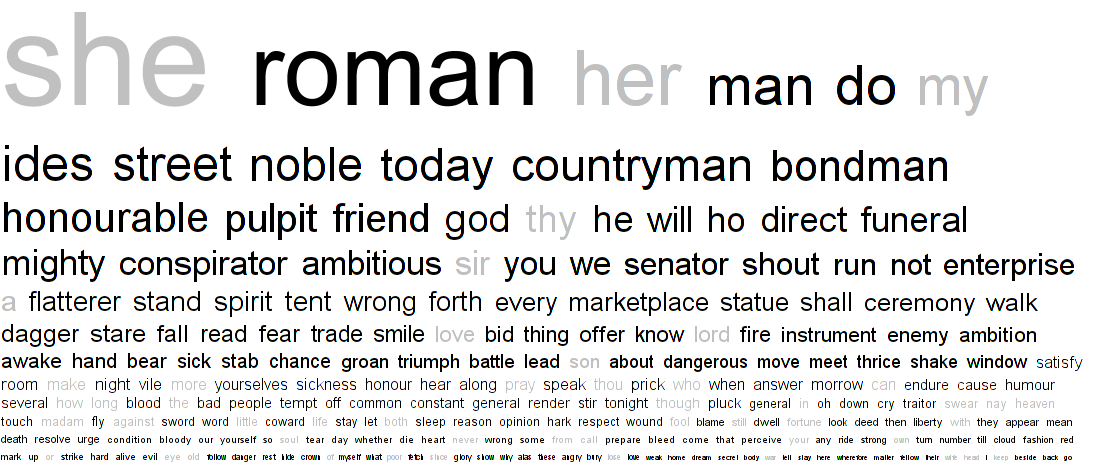 she roman her man do my
ides street noble today countryman bondman
honourable pulpit friend god thy he will ho direct funeral
mighty conspirator ambitious sir you we senator shout run not enterprise
a flatterer stand spirit tent wrong forth every marketplace statue shall ceremony walk
dagger stare fall read fear trade smile love bid thing offer know lord fire instrument enemy ambition
awake hand bear sick stab chance groan triumph battle lead son about dangerous move meet thrice shake window satisfy
room make night vile more yourselves sickness honour hear along pray speak thou prick who when answer morrow can endure cause humour
several how long blood the bad people tempt off common constant general render stir tonight though pluck general in oh down cry traitor swear nay heaven
touch madam fly against sword word little coward life stay let both sleep reason opinion hark respect wound fool blame still dwell fortune look deed then liberty with they appear mean
death resolve urge condition bloody our yourself so soul tear day whether die heart never wrong some from call prepare bleed come that perceive your any ride strong own turn number till cloud fashion red
mark up or strike hard alive evil eye old follow danger rest hide crown of myself what poor fetch since glory show why alas these angry bury lose love weak home dream secret body war tell stay here wherefore matter fellow their wife head I keep beside back go